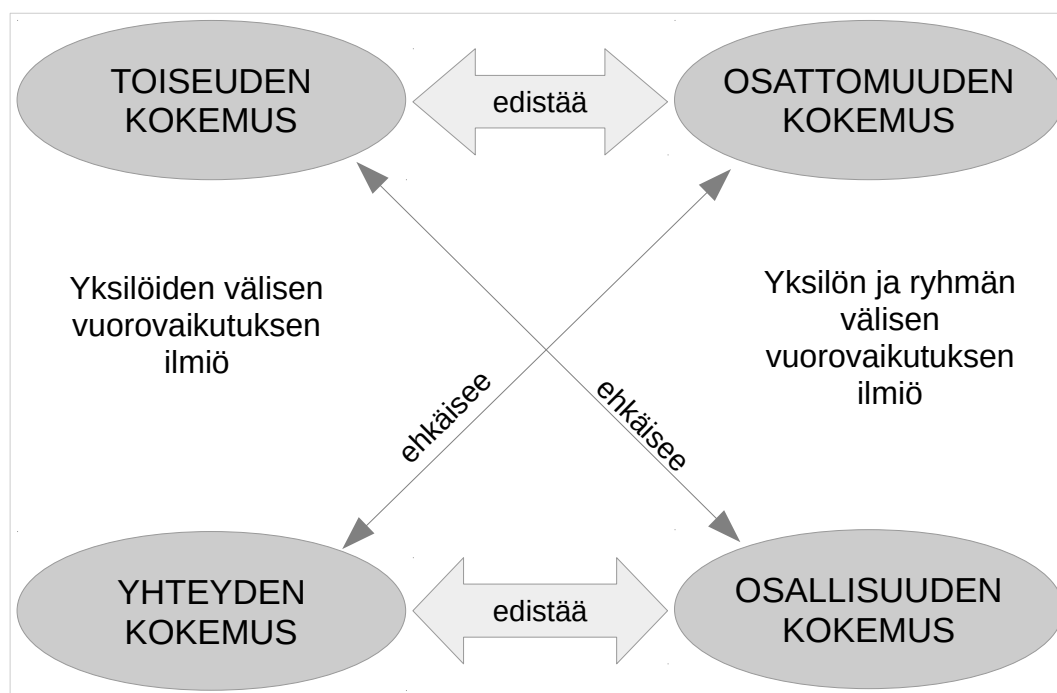 TOISEUDEN
KOKEMUS
edistää
OSATTOMUUDEN
KOKEMUS
Yksilöiden välisen
vuorovaikutuksen
ilmiö
Yksilön ja ryhmän
välisen
vuorovaikutuksen
ilmiö
ehkäisee
ehkäisee
YHTEYDEN
KOKEMUS
edistää
OSALLISUUDEN
KOKEMUS